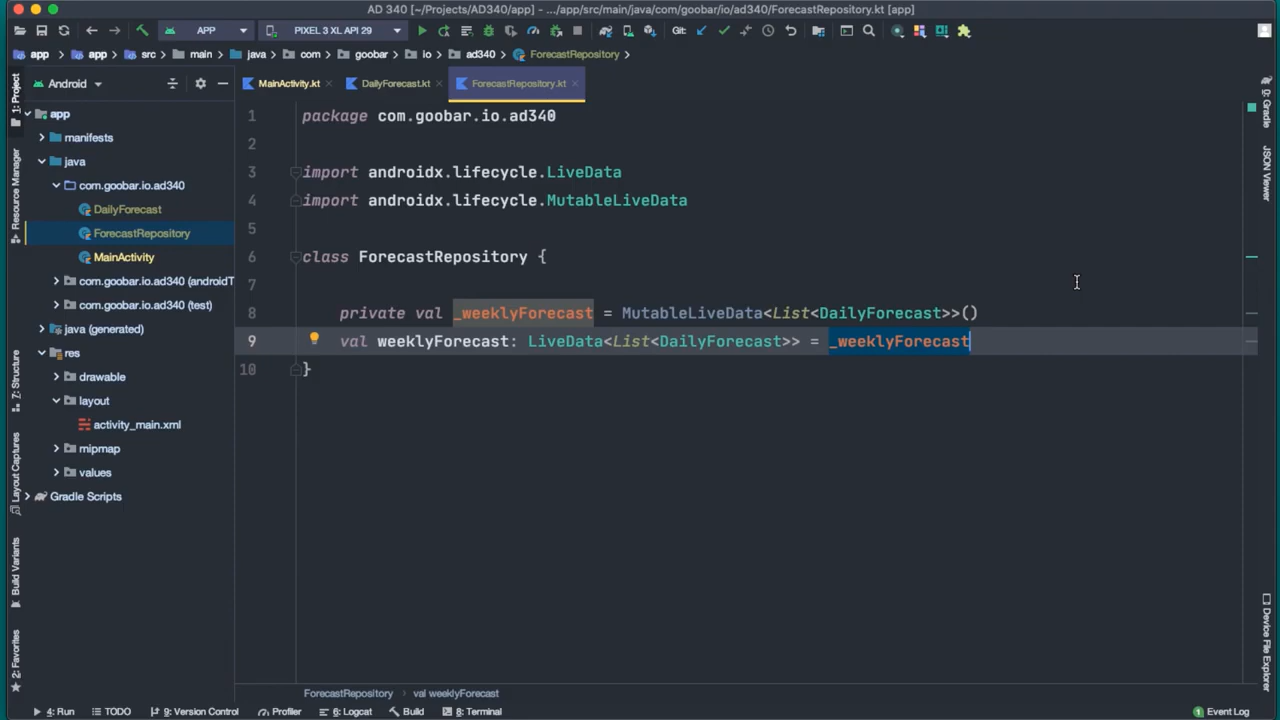 AD 340 [~/Projects/AD340/app] - .../app/src/main/java/com/goobar/io/ad340/ForecastRepository.kt [app]
APP PIXEL 3 XL API 29 Git:
app app src main java com goobar io ad340 ForecastRepository
1: Project
Android
MainActivity.kt DailyForecast.kt ForecastRepository.kt
app
manifests
java
com.goobar.io.ad340
DailyForecast
ForecastRepository
MainActivity
com.goobar.io.ad340 (androidT
com.goobar.io.ad340 (test)
java (generated)
res
drawable
layout
activity_main.xml
mipmap
values
Gradle Scripts
Resource Manager
7: Structure
Layout Captures
Build Variants
2: Favorites
1 package com.goobar.io.ad340
2
3 import androidx.lifecycle.LiveData
4 import androidx.lifecycle.MutableLiveData
5
6 class ForecastRepository {
7
8 private val _weeklyForecast = MutableLiveData<List<DailyForecast>>()
9 val weeklyForecast: LiveData<List<DailyForecast>> = _weeklyForecast
10 }
Gradle
JSON Viewer
Device File Explorer
ForecastRepository val weeklyForecast
4: Run TODO 9: Version Control Profiler 6: Logcat Build 8: Terminal 1 Event Log